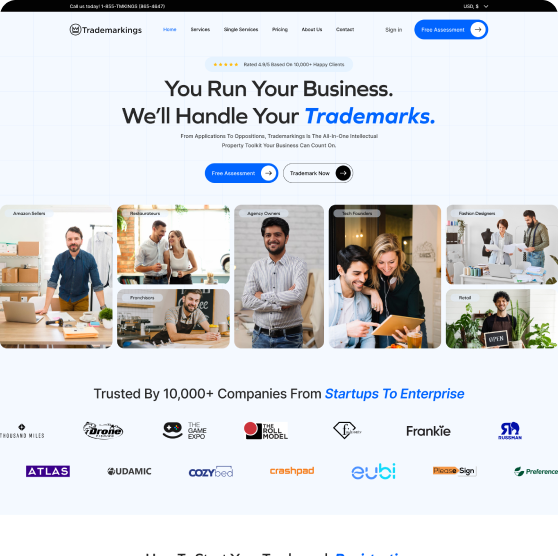 Call us today! 1-855-TMKINGS (865-4647)
USD, $
Trademarkings
Home
Services
Single Services
Pricing
About Us
Contact
Sign in
Free Assessment
Rated 4.9/5 Based On 10,000+ Happy Clients
You Run Your Business.
We'll Handle Your Trademarks.
From Applications To Oppositions, Trademarkings Is The All-In-One Intellectual
Property Toolkit Your Business Can Count On.
Free Assessment
Trademark Now
Amazon Sellers
Restaurateurs
Agency Owners
Tech Founders
Fashion Designers
Franchisors
Retail
OPEN
Trusted By 10,000+ Companies From Startups To Enterprise
THOUSAND MILES
Drone
THE
GAME
EXPO
THE
ROLL
MODEL
Frankie
RUSSMAN
ATLAS
UDAMIC
COZYbed
crashpad
eubi
Please Sign
Preference